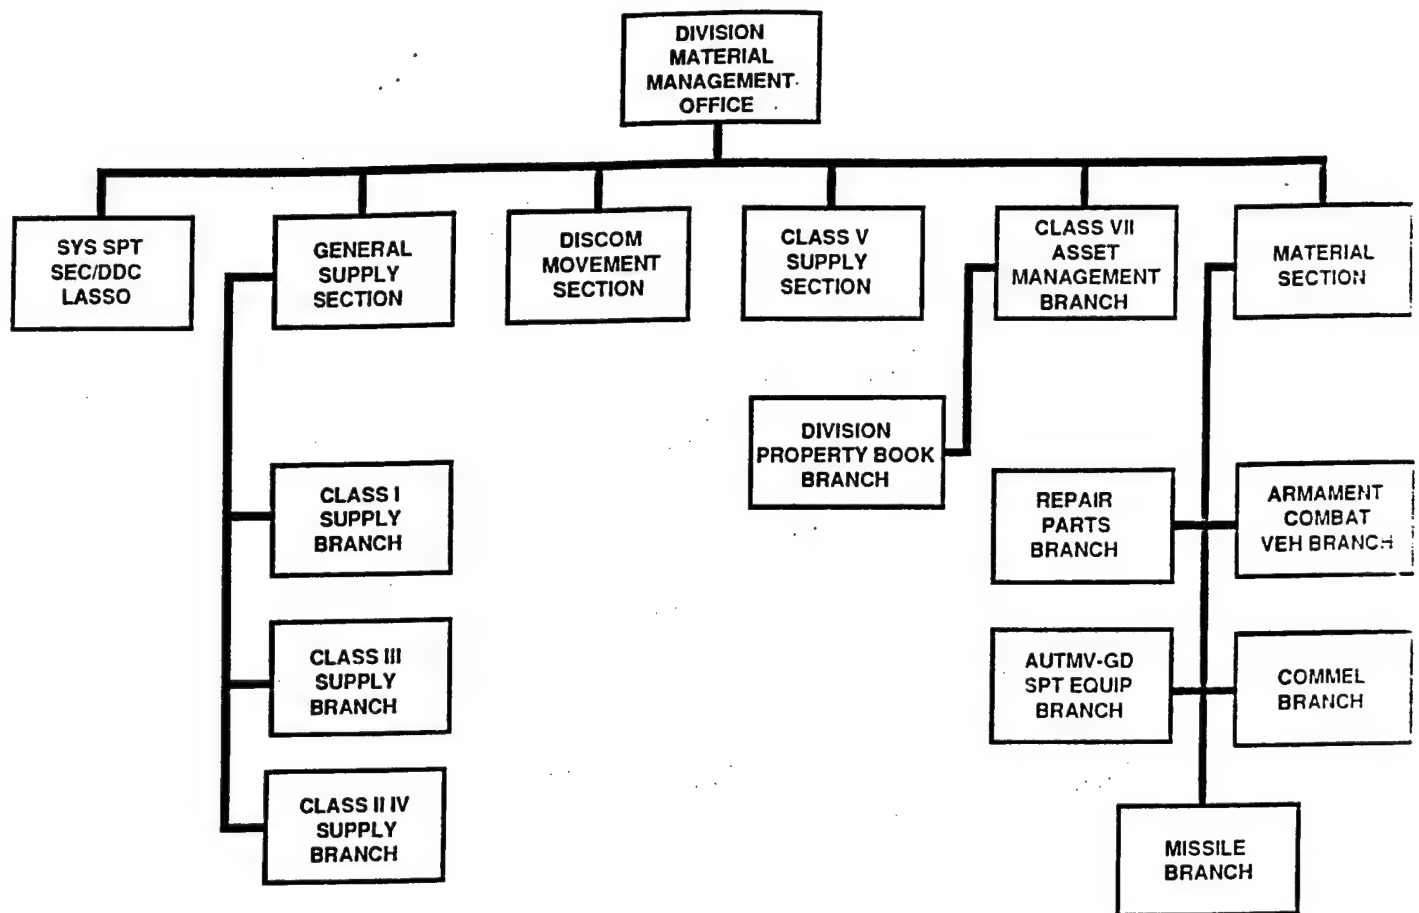 DIVISION
MATERIAL
MANAGEMENT
OFFICE
SYS SPT
SEC/DDC
LASSO
GENERAL
SUPPLY
SECTION
DISCOM
MOVEMENT
SECTION
CLASS V
SUPPLY
SECTION
CLASS VII
ASSET
MANAGEMENT
BRANCH
MATERIAL
SECTION
DIVISION
PROPERTY BOOK
BRANCH
CLASS I
SUPPLY
BRANCH
REPAIR
PARTS
BRANCH
ARMAMENT
COMBAT
VEH BRANCH
CLASS III
SUPPLY
BRANCH
AUTMV-GD
SPT EQUIP
BRANCH
COMMEL
BRANCH
CLASS II IV
SUPPLY
BRANCH
MISSILE
BRANCH